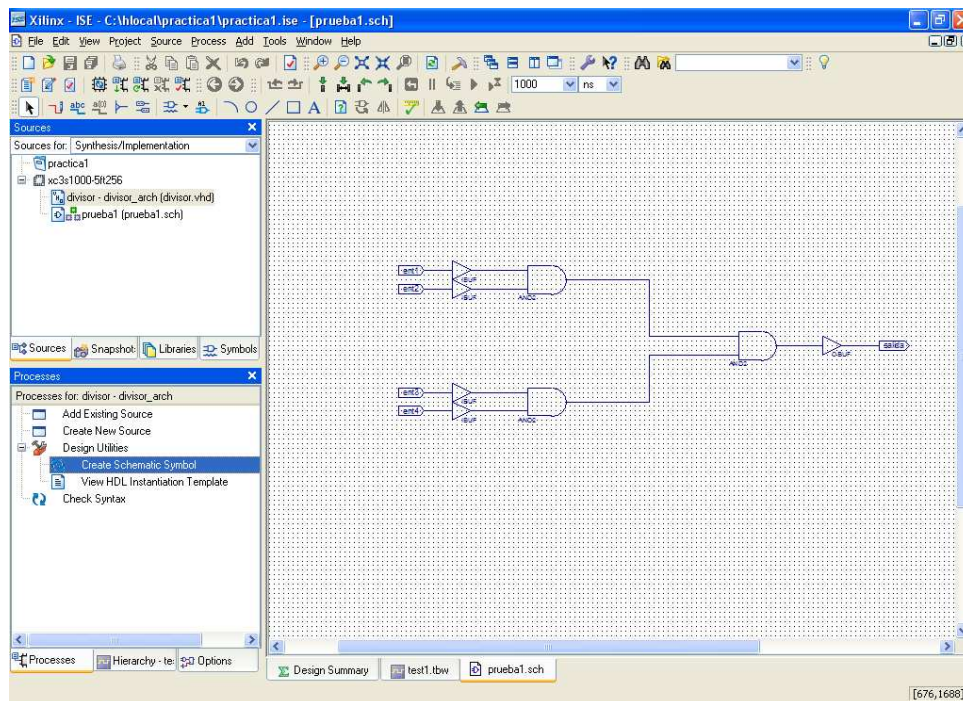 Xilinx - ISE - C:\hlocal\practica1\practica1.ise - [prueba1.sch]
File Edit View Project Source Process Add Tools Window Help
1000 ns
abc
A
Sources
Sources for: Synthesis/Implementation
practica1
xc3s1000-5ft256
divisor - divisor_arch (divisor.vhd)
prueba1 (prueba1.sch)
Sources Snapshot Libraries Symbols
Processes
Processes for: divisor - divisor_arch
Add Existing Source
Create New Source
Design Utilities
Create Schematic Symbol
View HDL Instantiation Template
Check Syntax
Processes Hierarchy - te: Options
ent1
IBUF
ent2
IBUF
AND2
ent3
IBUF
ent4
IBUF
AND2
AND2
OBUF
salida
Design Summary test1.tbw prueba1.sch
[676,1688]